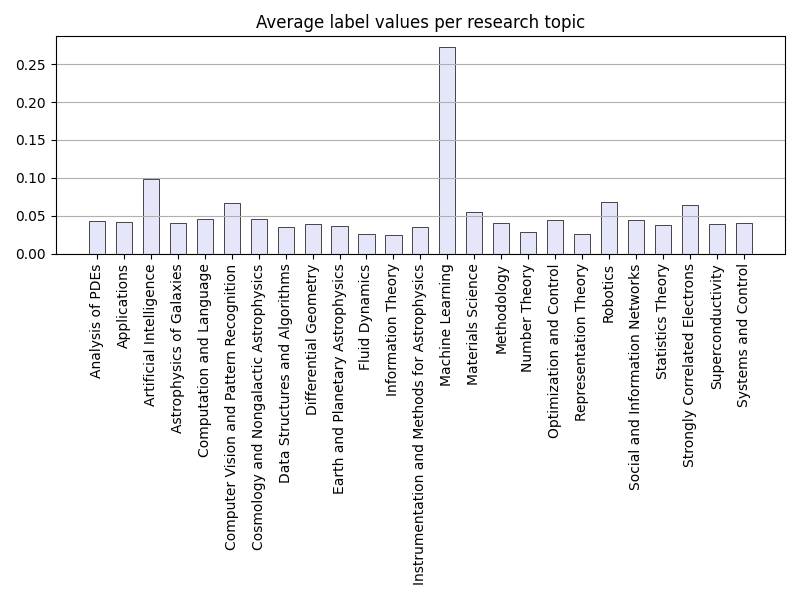 Average label values per research topic
0.25
0.20
0.15
0.10
0.05
0.00
Analysis of PDEs
Applications
Artificial Intelligence
Astrophysics of Galaxies
Computation and Language
Computer Vision and Pattern Recognition
Cosmology and Nongalactic Astrophysics
Data Structures and Algorithms
Differential Geometry
Earth and Planetary Astrophysics
Fluid Dynamics
Information Theory
Instrumentation and Methods for Astrophysics
Machine Learning
Materials Science
Methodology
Number Theory
Optimization and Control
Representation Theory
Robotics
Social and Information Networks
Statistics Theory
Strongly Correlated Electrons
Superconductivity
Systems and Control